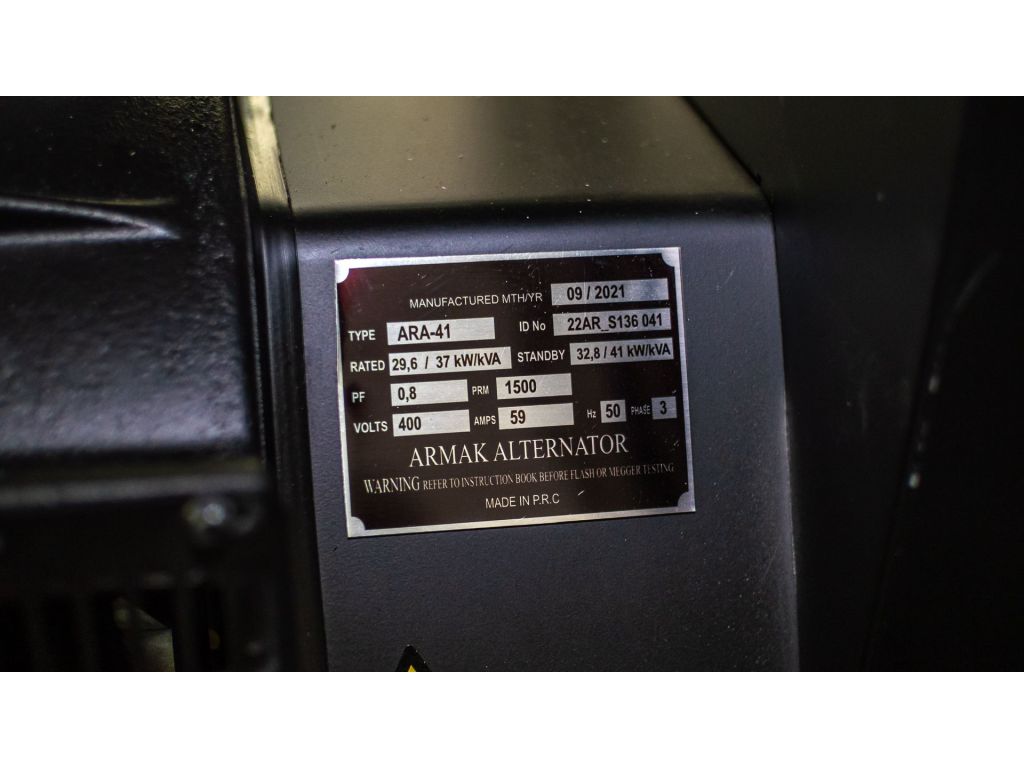 MANUFACTURED MTH/YR 09 / 2021
TYPE ARA-41 ID No 22AR_S136 041
RATED 29,6 / 37 kW/kVA STANDBY 32,8 / 41 kW/kVA
PF 0,8 PRM 1500
VOLTS 400 AMPS 59 Hz 50 PHASE 3
ARMAK ALTERNATOR
WARNING REFER TO INSTRUCTION BOOK BEFORE FLASH OR MEGGER TESTING
MADE IN P.R.C